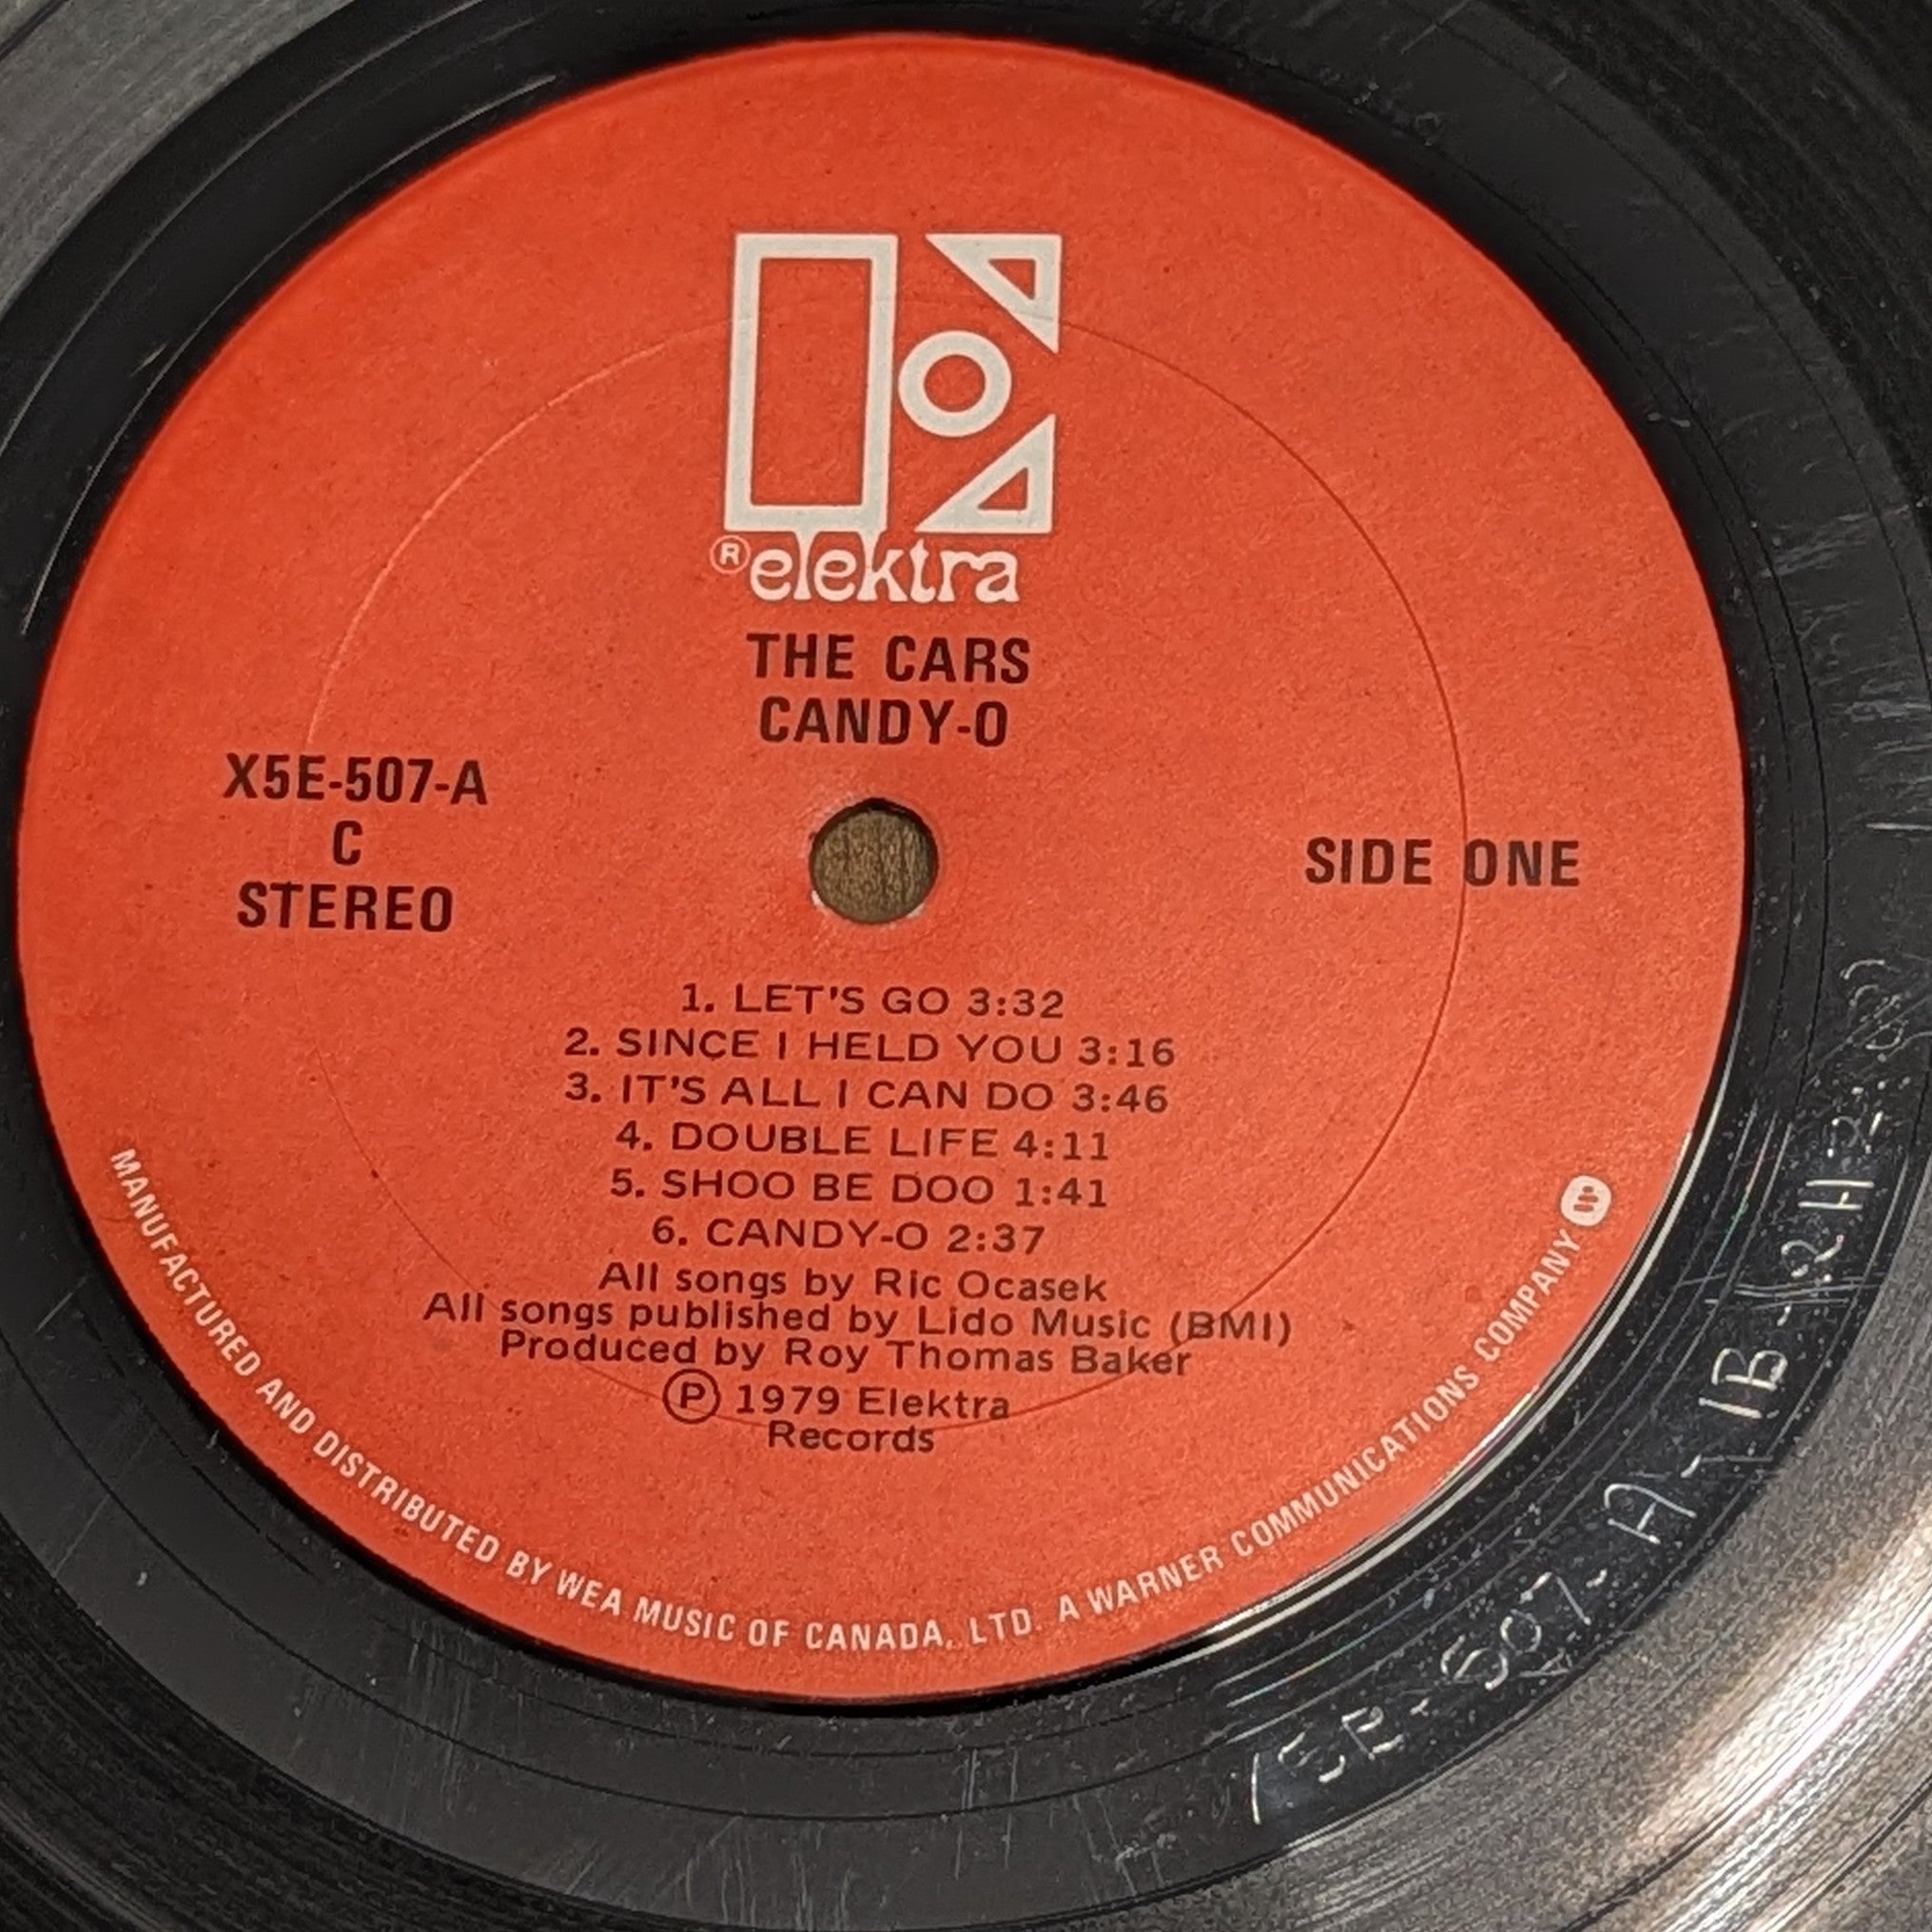 ® elektra
THE CARS
CANDY-O
X5E-507-A
C
STEREO
SIDE ONE
1. LET'S GO 3:32
2. SINCE I HELD YOU 3:16
3. IT'S ALL I CAN DO 3:46
4. DOUBLE LIFE 4:11
5. SHOO BE DOO 1:41
6. CANDY-O 2:37
All songs by Ric Ocasek
All songs published by Lido Music (BMI)
Produced by Roy Thomas Baker
℗ 1979 Elektra
Records
MANUFACTURED AND DISTRIBUTED BY WEA MUSIC OF CANADA, LTD. A WARNER COMMUNICATIONS COMPANY
5E-507-A-1B